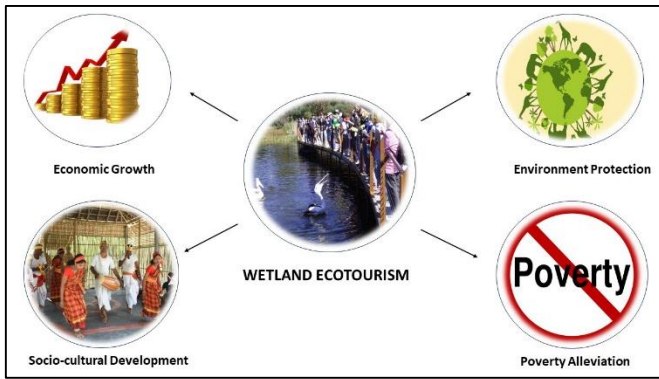 Economic Growth
Environment Protection
WETLAND ECOTOURISM
Poverty
Socio-cultural Development
Poverty Alleviation